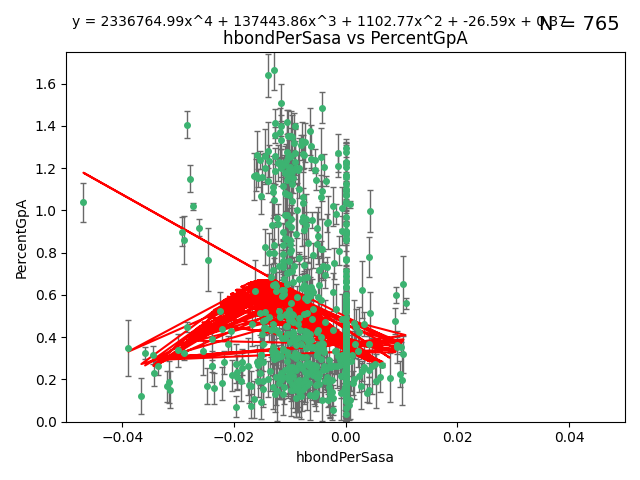 y = 2336764.99x^4 + 137443.86x^3 + 1102.77x^2 + -26.59x + 0.37
N = 765
hbondPerSasa vs PercentGpA
1.6
1.4
1.2
1.0
0.8
0.6
0.4
0.2
0.0
PercentGpA
−0.04 −0.02 0.00 0.02 0.04
hbondPerSasa